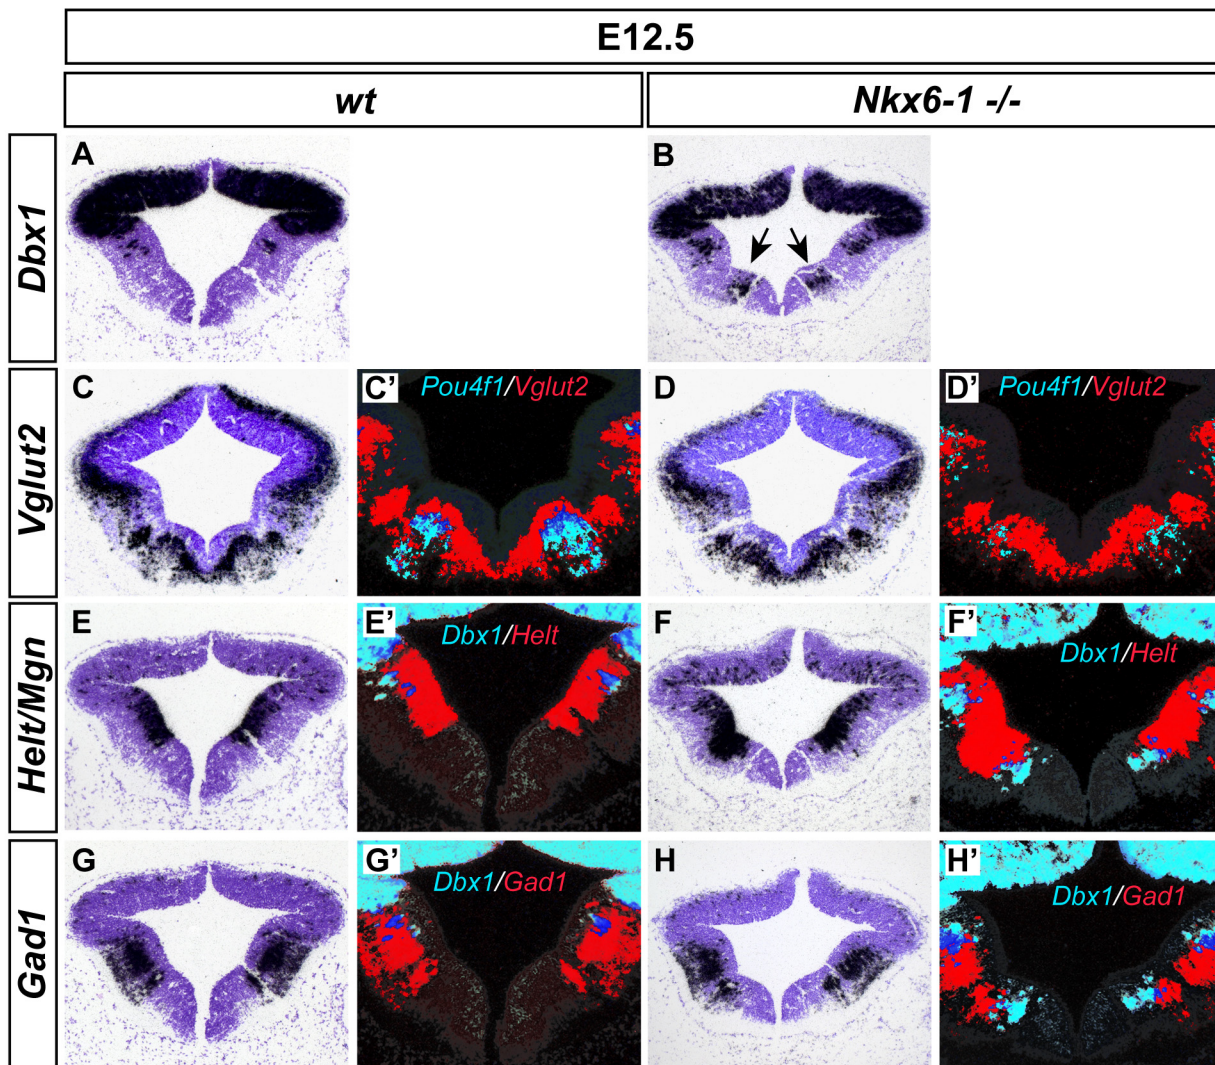 E12.5
wt
Nkx6-1 -/-
Dbx1
A
B
Vglut2
C
C' Pou4f1/Vglut2
D
D' Pou4f1/Vglut2
Helt/Mgn
E
E' Dbx1/Helt
F
F' Dbx1/Helt
Gad1
G
G' Dbx1/Gad1
H
H' Dbx1/Gad1